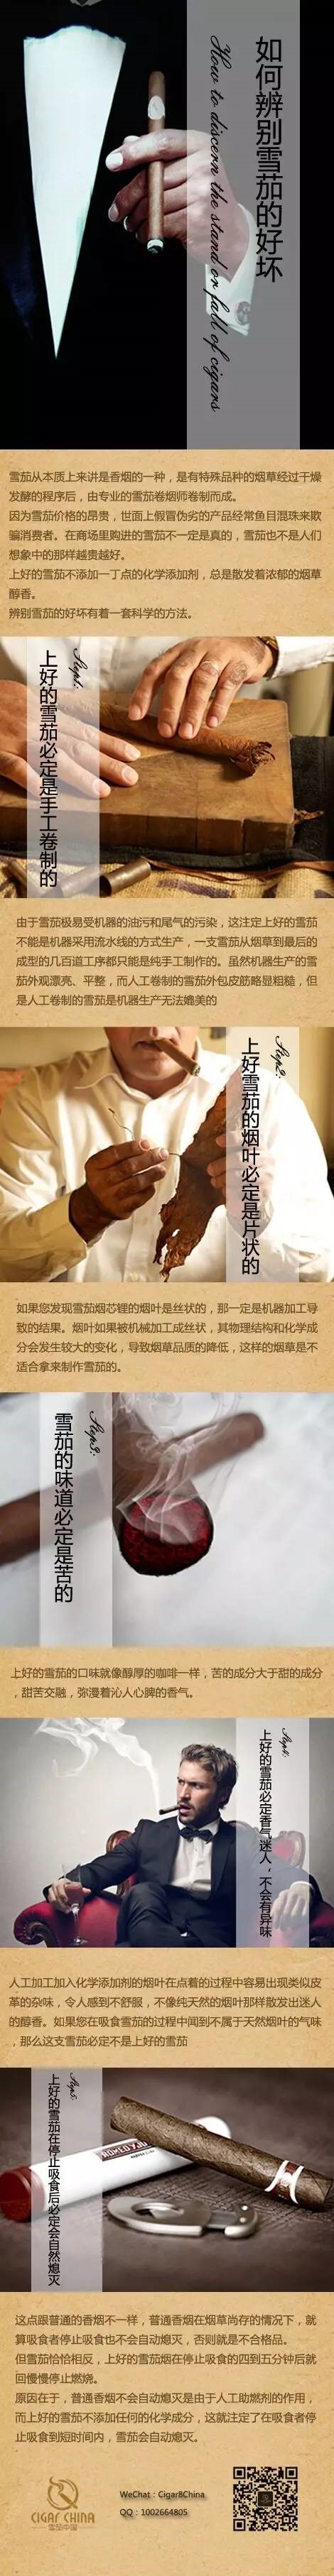 如何辨别雪茄的好坏
How to discern the stand or fall of cigars
雪茄从本质上来讲是香烟的一种，是有特殊品种的烟草经过干燥
发酵的程序后，由专业的雪茄卷烟师卷制而成。
因为雪茄价格的昂贵，世面上假冒伪劣的产品经常鱼目混珠来欺
骗消费者。在商场里购进的雪茄不一定是真的，雪茄也不是人们
想象中的那样越贵越好。
上好的雪茄不添加一丁点的化学添加剂，总是散发着浓郁的烟草
醇香。
辨别雪茄的好坏有着一套科学的方法。
Step1:
上好的雪茄必定是手工卷制的
由于雪茄极易受机器的油污和尾气的污染，这注定上好的雪茄
不能是机器采用流水线的方式生产，一支雪茄从烟草到最后的
成型的几百道工序都只能是纯手工制作的。虽然机器生产的雪
茄外观漂亮、平整，而人工卷制的雪茄外包皮筋略显粗糙，但
是人工卷制的雪茄是机器生产无法媲美的
Step2:
上好雪茄的烟叶必定是片状的
如果您发现雪茄烟芯锂的烟叶是丝状的，那一定是机器加工导
致的结果。烟叶如果被机械加工成丝状，其物理结构和化学成
分会发生较大的变化，导致烟草品质的降低，这样的烟草是不
适合拿来制作雪茄的。
Step3:
雪茄的味道必定是苦的
上好的雪茄的口味就像醇厚的咖啡一样，苦的成分大于甜的成分
，甜苦交融，弥漫着沁人心脾的香气。
Step4:
上好的雪茄必定香气迷人，不会有异味
人工加工加入化学添加剂的烟叶在点着的过程中容易出现类似皮
革的杂味，令人感到不舒服，不像纯天然的烟叶那样散发出迷人
的醇香。如果您在吸食雪茄的过程中闻到不属于天然烟叶的气味
，那么这支雪茄必定不是上好的雪茄
Step5:
上好的雪茄在停止吸食后必定会自然熄灭
这点跟普通的香烟不一样，普通香烟在烟草尚存的情况下，就
算吸食者停止吸食也不会自动熄灭，否则就是不合格品。
但雪茄恰恰相反，上好的雪茄烟在停止吸食的四到五分钟后就
回慢慢停止燃烧。
原因在于，普通香烟不会自动熄灭是由于人工助燃剂的作用，
而上好的雪茄不添加任何的化学成分，这就注定了在吸食者停
止吸食到短时间内，雪茄会自动熄灭。
CIGAR CHINA
雪茄中国
WeChat：Cigar8China
QQ：1002664805